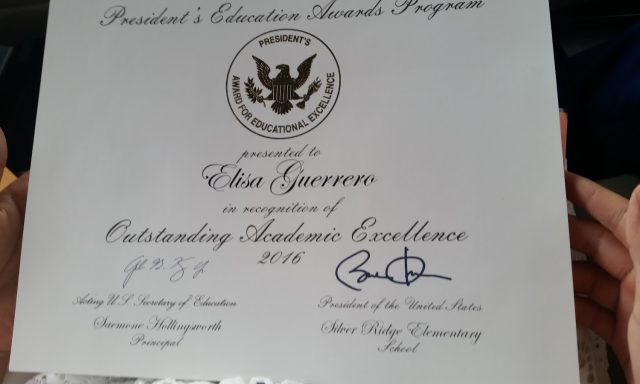 President's Education Awards Program
PRESIDENT'S
AWARD FOR EDUCATIONAL EXCELLENCE
presented to
Elisa Guerrero
in recognition of
Outstanding Academic Excellence
2016
Acting U.S. Secretary of Education
President of the United States
Saemone Hollingsworth
Silver Ridge Elementary
Principal
School